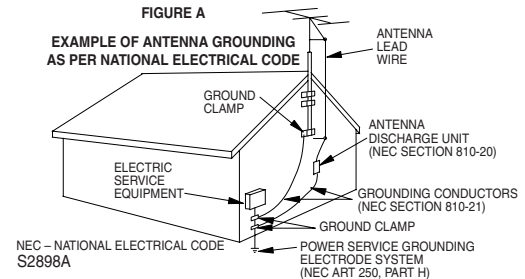 FIGURE A
EXAMPLE OF ANTENNA GROUNDING
AS PER NATIONAL ELECTRICAL CODE
ANTENNA
LEAD
WIRE
GROUND
CLAMP
ANTENNA
DISCHARGE UNIT
(NEC SECTION 810-20)
ELECTRIC
SERVICE
EQUIPMENT
GROUNDING CONDUCTORS
(NEC SECTION 810-21)
GROUND CLAMP
NEC – NATIONAL ELECTRICAL CODE
S2898A
POWER SERVICE GROUNDING
ELECTRODE SYSTEM
(NEC ART 250, PART H)